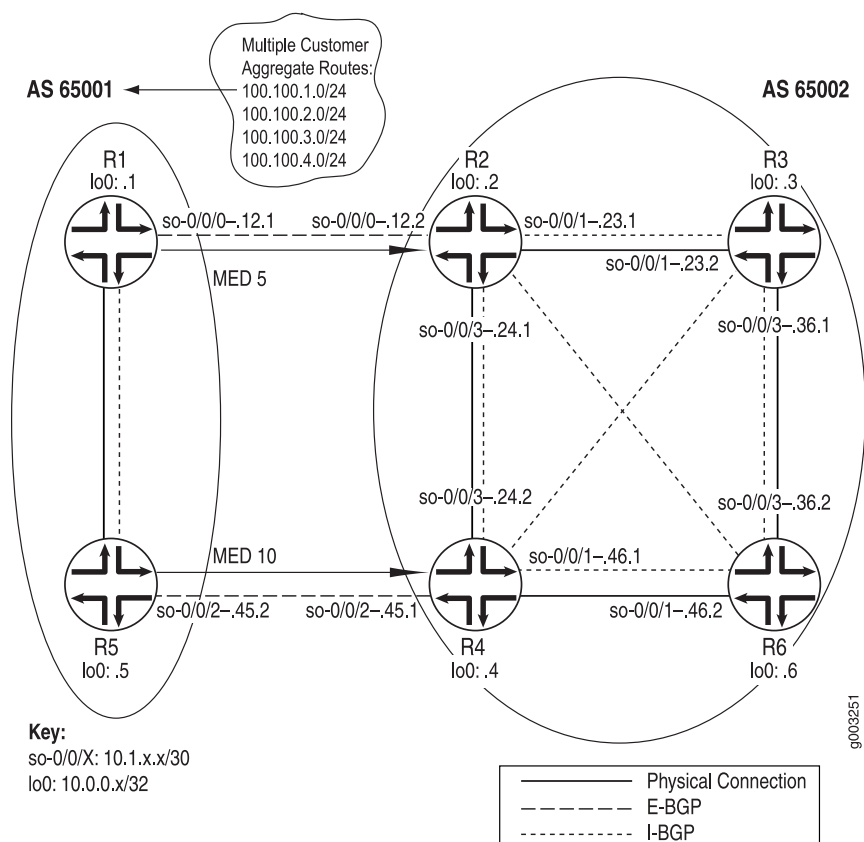 Multiple Customer
Aggregate Routes:
100.100.1.0/24
100.100.2.0/24
100.100.3.0/24
100.100.4.0/24
AS 65001
AS 65002
R1
lo0: .1
R2
lo0: .2
R3
lo0: .3
so-0/0/0–.12.1
so-0/0/0–.12.2
so-0/0/1–.23.1
MED 5
so-0/0/1–.23.2
so-0/0/3–.24.1
so-0/0/3–.36.1
so-0/0/3–.24.2
so-0/0/3–.36.2
MED 10
so-0/0/1–.46.1
so-0/0/2–.45.2
so-0/0/2–.45.1
so-0/0/1–.46.2
R5
lo0: .5
R4
lo0: .4
R6
lo0: .6
Key:
so-0/0/X: 10.1.x.x/30
lo0: 10.0.0.x/32
g003251
Physical Connection
E-BGP
I-BGP